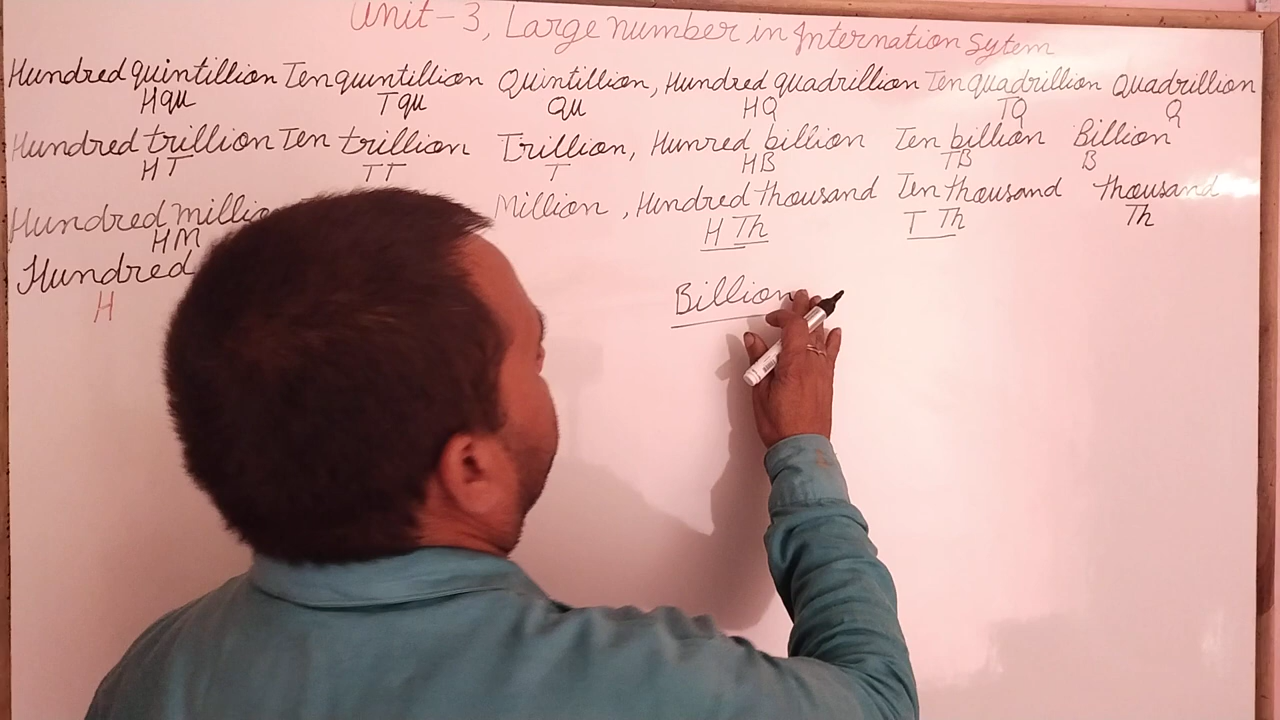 Unit-3, Large number in Internation Sytem
Hundred quintillion Ten quintillion Quintillion, Hundred quadrillion Ten quadrillion Quadrillion
HQu TQu QU HQ TQ Q
Hundred trillion Ten trillion Trillion, Hunred billion Ten billion Billion
HT TT T HB TB B
Hundred millio Million, Hundred thousand Ten thousand thousand
HM H Th T Th Th
Hundred
H
Billion